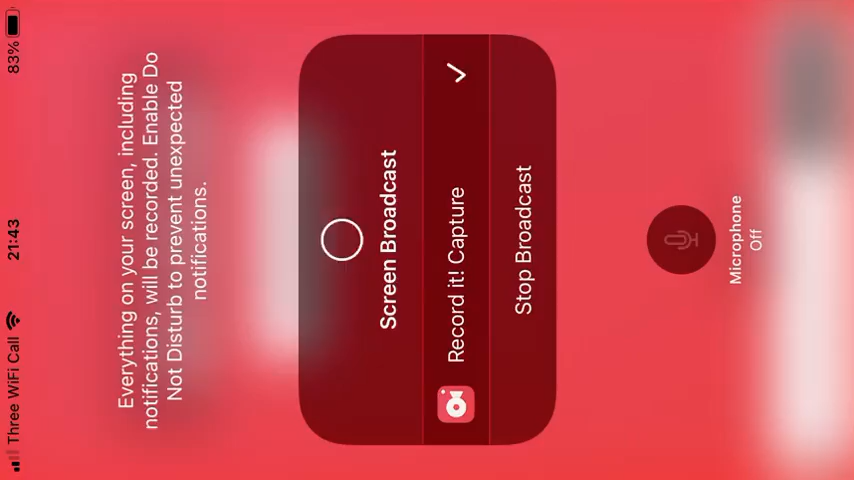 Three WiFi Call 21:43 83%
Everything on your screen, including
notifications, will be recorded. Enable Do
Not Disturb to prevent unexpected
notifications.
Screen Broadcast
Record it! Capture
Stop Broadcast
Microphone
Off